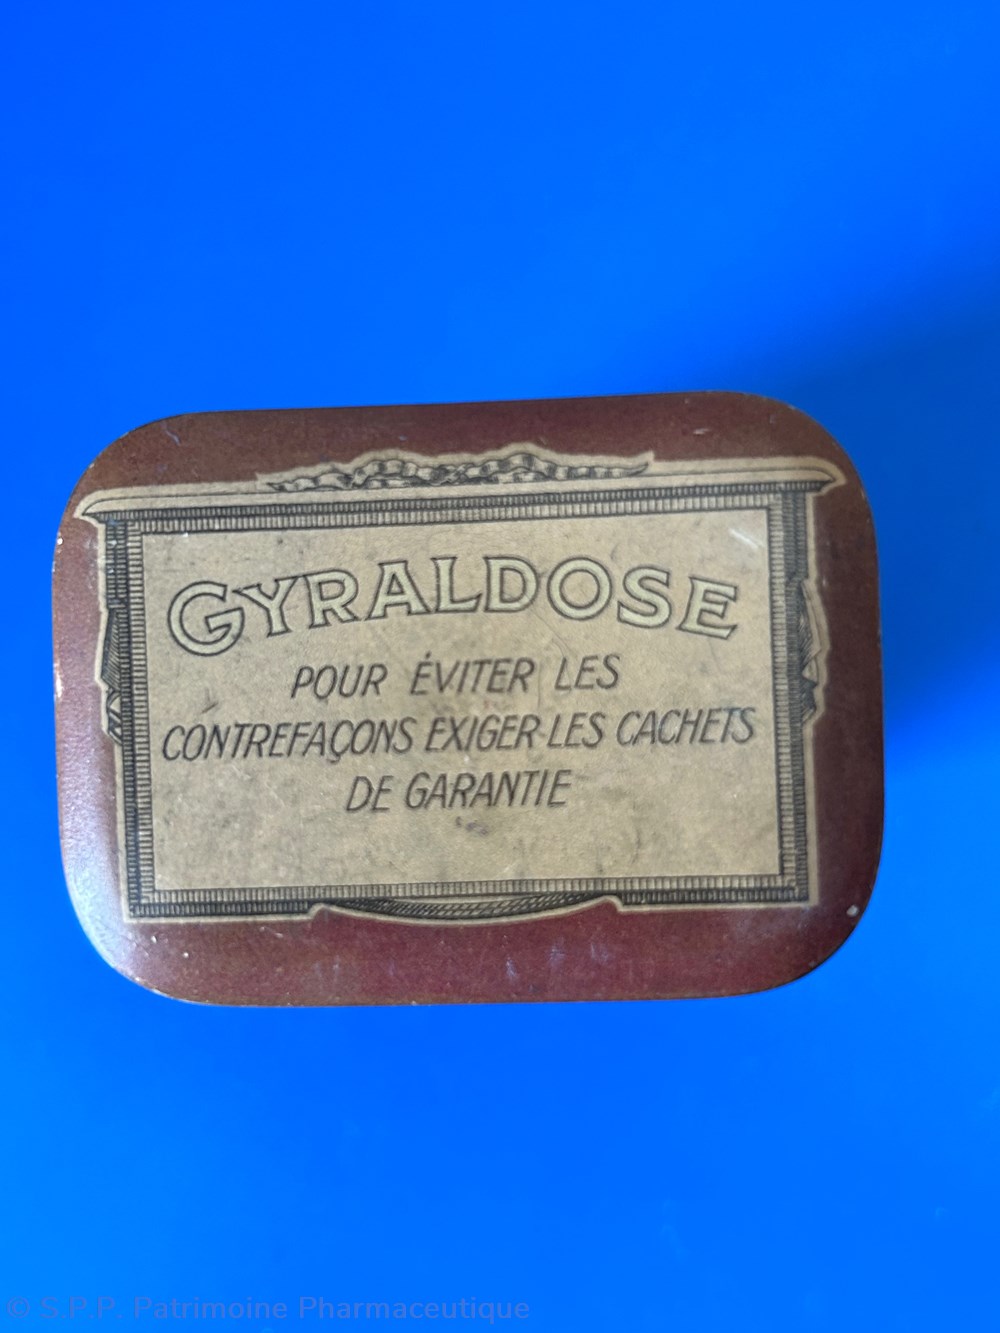 GYRALDOSE
POUR ÉVITER LES
CONTREFAÇONS EXIGER LES CACHETS
DE GARANTIE
© S.P.P. Patrimoine Pharmaceutique